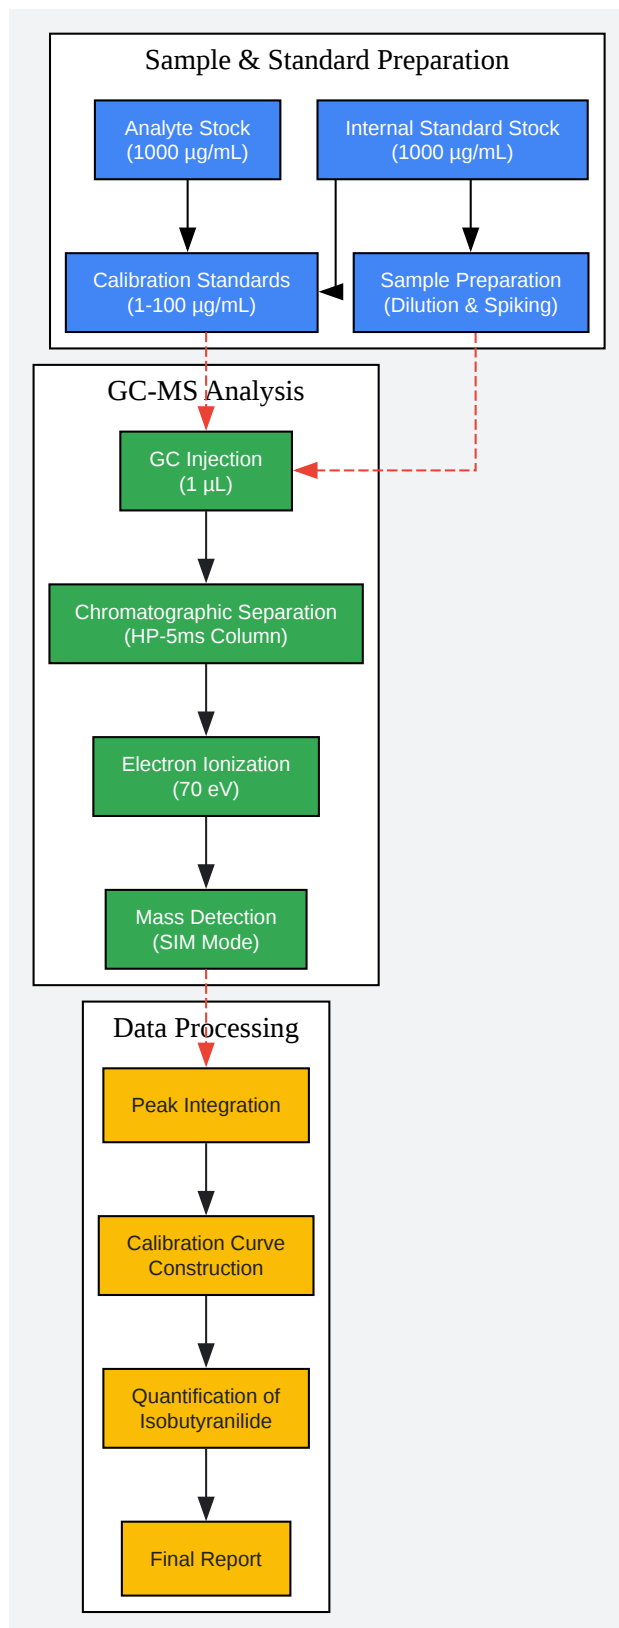 Sample & Standard Preparation
Analyte Stock
(1000 µg/mL)
Internal Standard Stock
(1000 µg/mL)
Calibration Standards
(1-100 µg/mL)
Sample Preparation
(Dilution & Spiking)
GC-MS Analysis
GC Injection
(1 µL)
Chromatographic Separation
(HP-5ms Column)
Electron Ionization
(70 eV)
Mass Detection
(SIM Mode)
Data Processing
Peak Integration
Calibration Curve
Construction
Quantification of
Isobutyranilide
Final Report